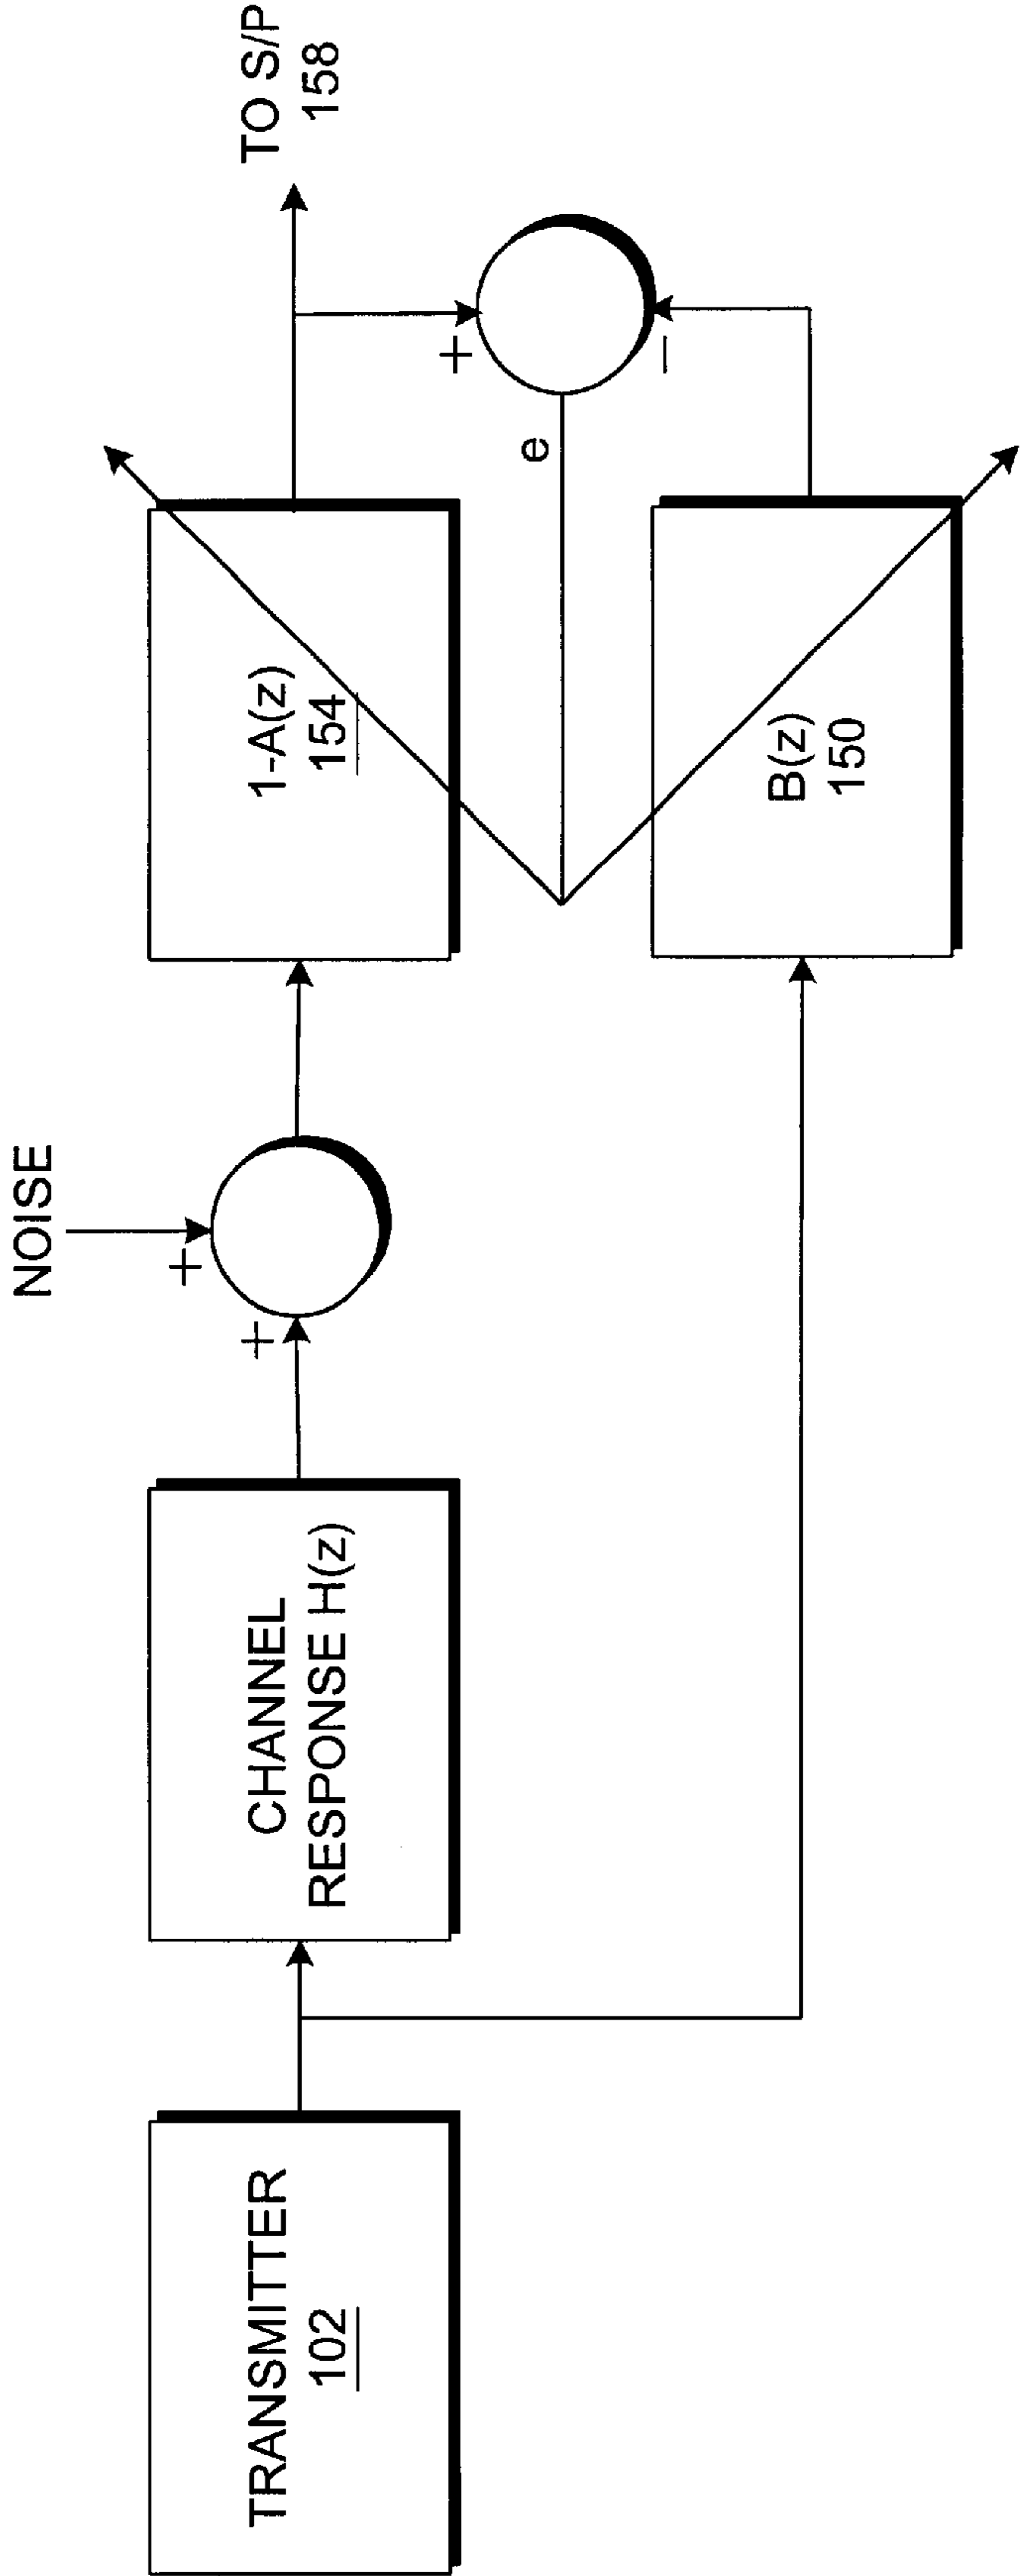 TRANSMITTER
102
CHANNEL
RESPONSE H(z)
NOISE
+
+
1-A(z)
154
B(z)
150
e
+
−
TO S/P
158